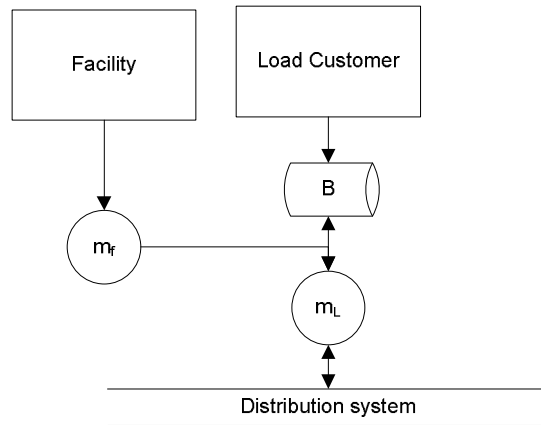 Facility
Load Customer
B
mf
mL
Distribution system